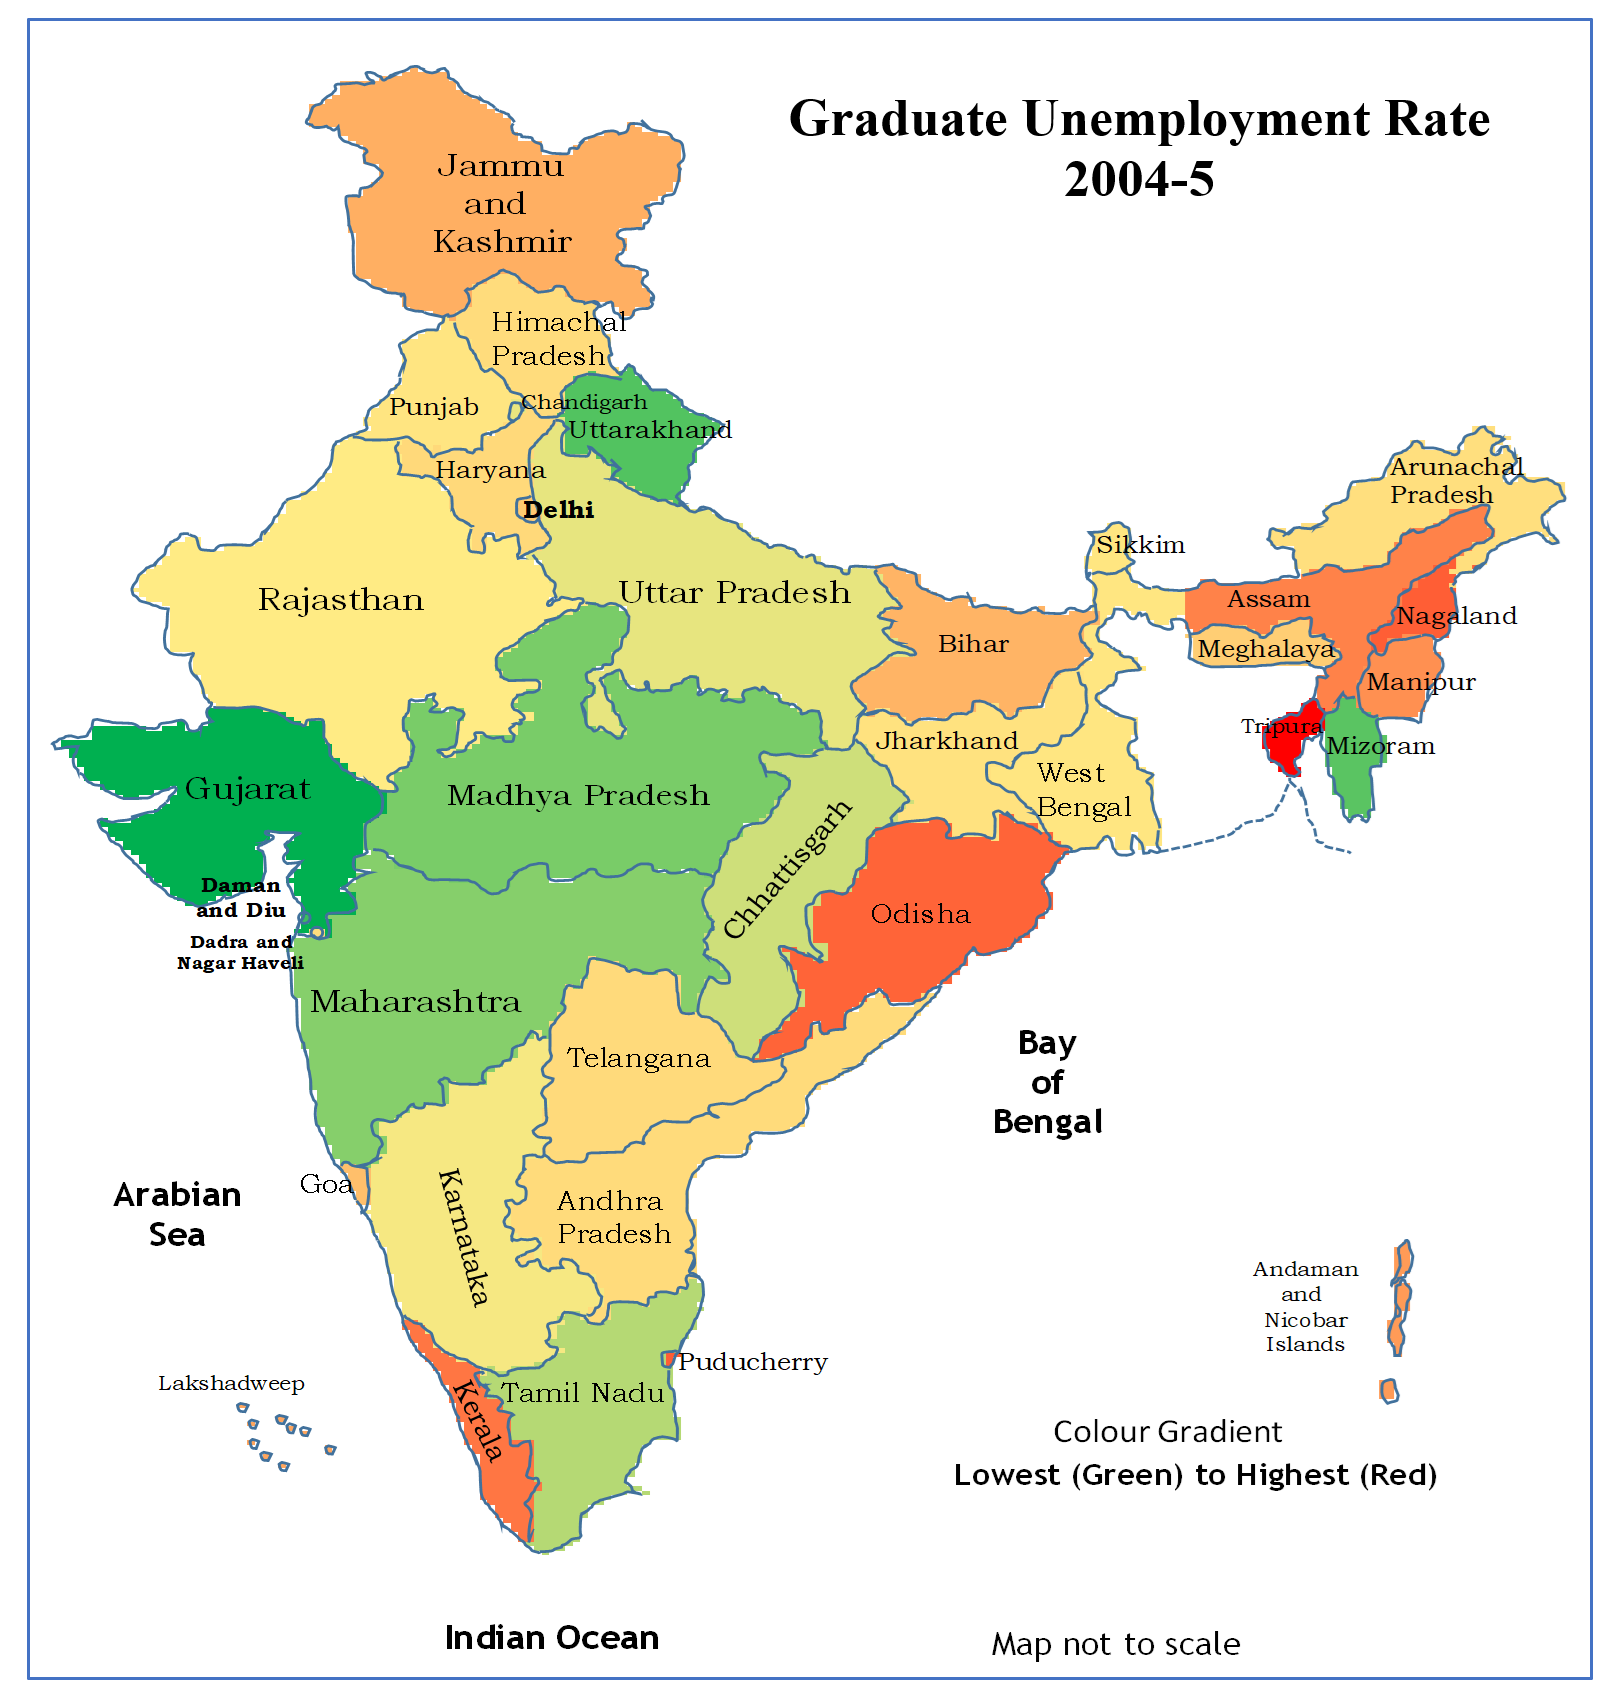 Graduate Unemployment Rate
2004-5
Jammu
and
Kashmir
Himachal
Pradesh
Punjab
Chandigarh
Uttarakhand
Haryana
Delhi
Rajasthan
Uttar Pradesh
Bihar
Sikkim
Arunachal
Pradesh
Assam
Nagaland
Meghalaya
Manipur
Tripura
Mizoram
Jharkhand
West
Bengal
Gujarat
Madhya Pradesh
Chhattisgarh
Odisha
Daman
and Diu
Dadra and
Nagar Haveli
Maharashtra
Telangana
Bay
of
Bengal
Arabian
Sea
Goa
Karnataka
Andhra
Pradesh
Andaman
and
Nicobar
Islands
Lakshadweep
Kerala
Tamil Nadu
Puducherry
Colour Gradient
Lowest (Green) to Highest (Red)
Indian Ocean
Map not to scale